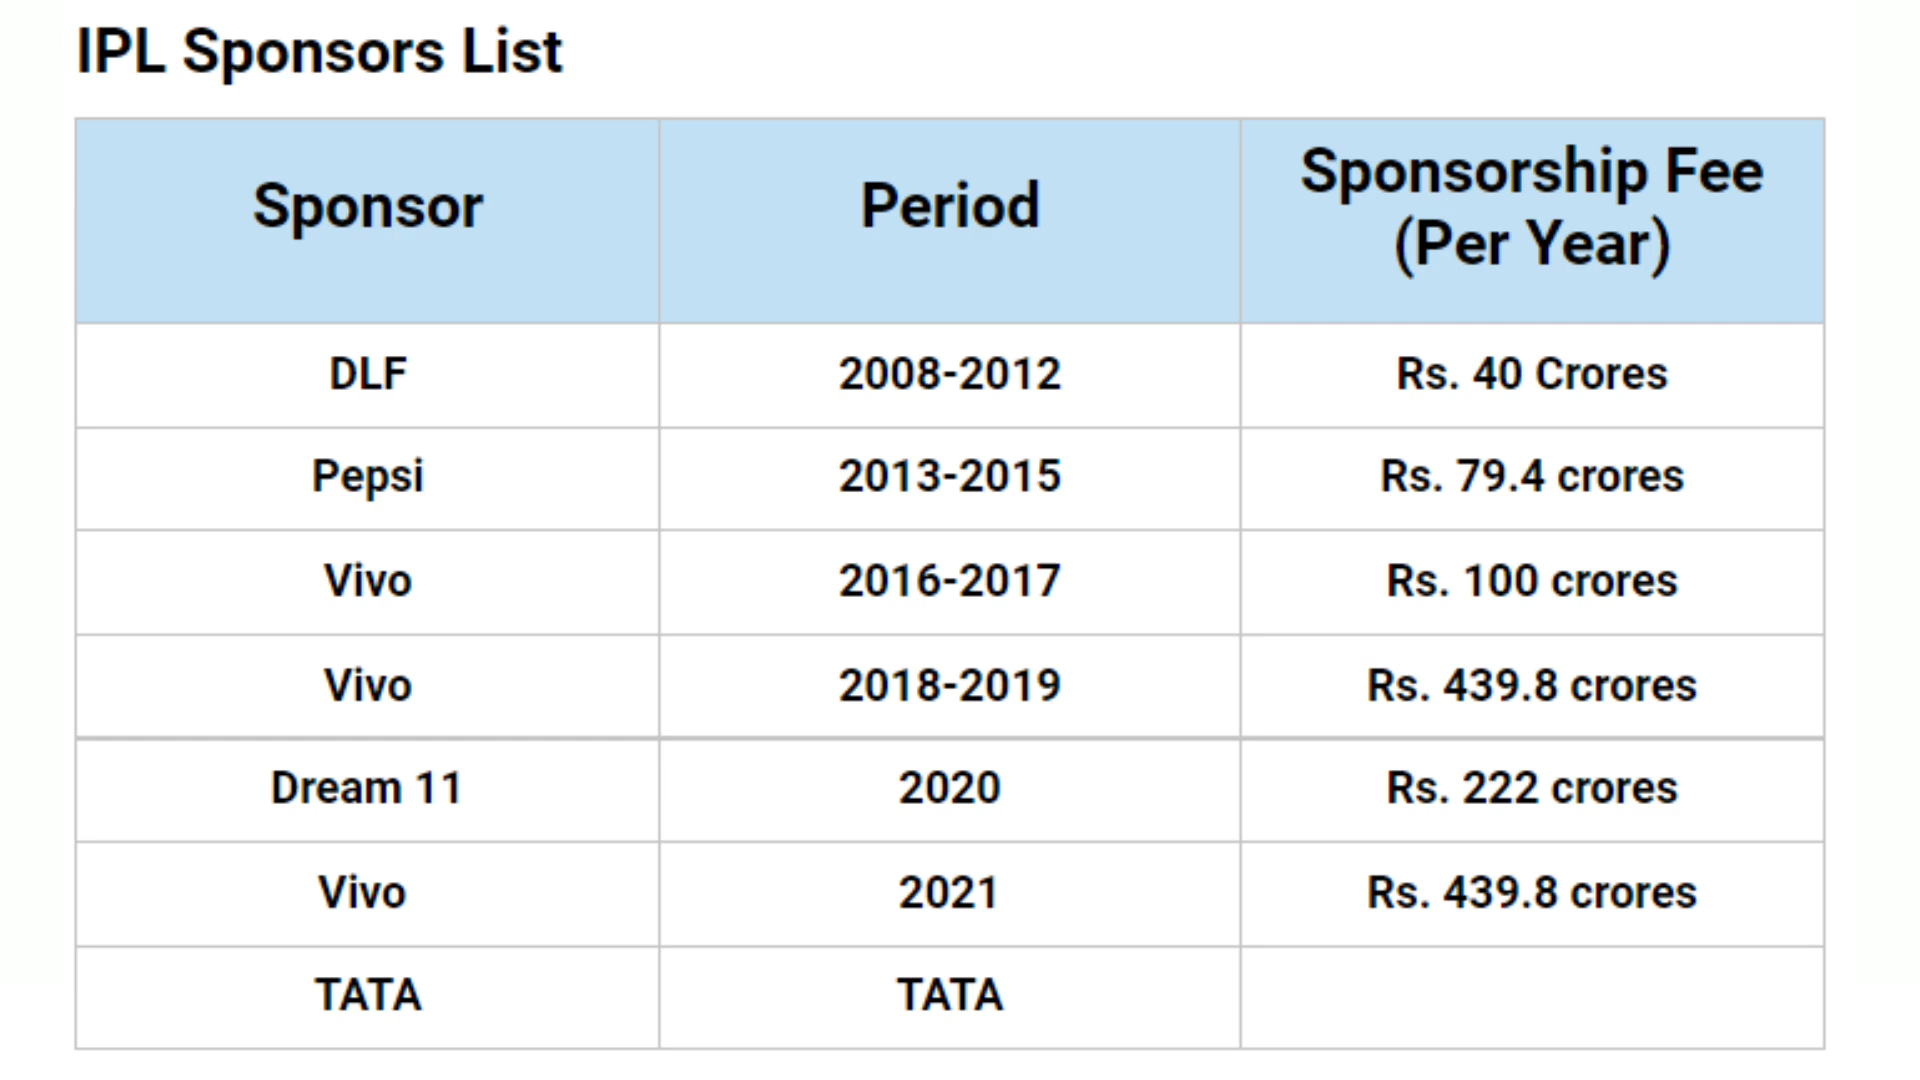 IPL Sponsors List
Sponsor Period Sponsorship Fee
(Per Year)
DLF 2008-2012 Rs. 40 Crores
Pepsi 2013-2015 Rs. 79.4 crores
Vivo 2016-2017 Rs. 100 crores
Vivo 2018-2019 Rs. 439.8 crores
Dream 11 2020 Rs. 222 crores
Vivo 2021 Rs. 439.8 crores
TATA TATA